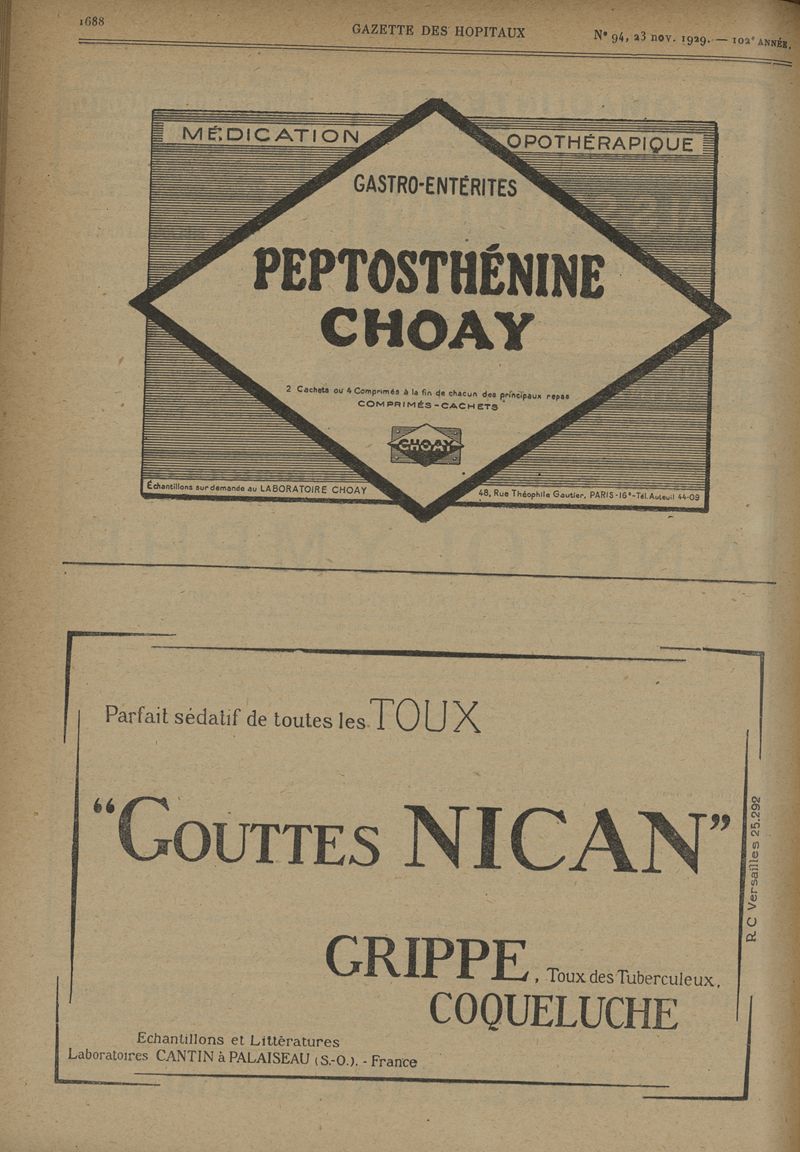 1688
GAZETTE DES HOPITAUX
N° 94, 23 nov. 1929. — 102e ANNÉE.
MÉDICATION
OPOTHÉRAPIQUE
GASTRO-ENTÉRITES
PEPTOSTHÉNINE
CHOAY
2 Cachets ou 4 Comprimés à la fin de chacun des principaux repas
COMPRIMÉS-CACHETS
CHOAY
Échantillons sur demande au LABORATOIRE CHOAY
48, Rue Théophile Gautier, PARIS-16e-Tél. Auteuil 44-09
Parfait sédatif de toutes les TOUX
"GOUTTES NICAN"
R.C Versailles 25.292
GRIPPE, Toux des Tuberculeux,
COQUELUCHE
Echantillons et Littératures
Laboratoires CANTIN à PALAISEAU (S.-O.). - France